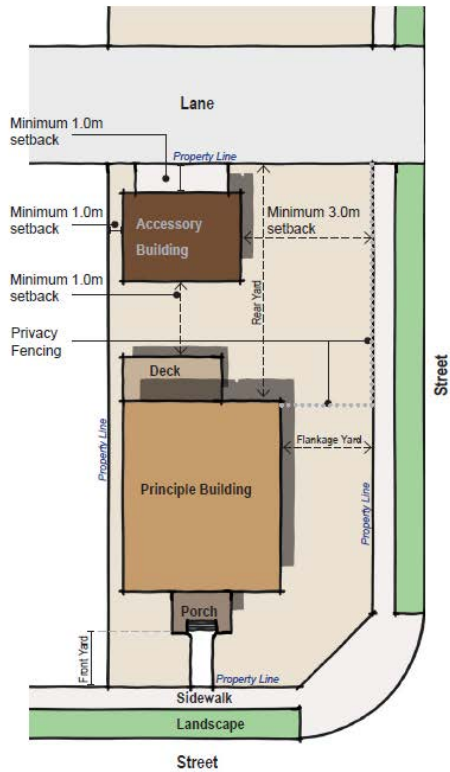 Lane
Minimum 1.0m
setback
Property Line
Minimum 1.0m
setback
Accessory
Building
Minimum 3.0m
setback
Minimum 1.0m
setback
Rear Yard
Privacy
Fencing
Deck
Street
Flankage Yard
Property Line
Principle Building
Property Line
Porch
Front Yard
Property Line
Sidewalk
Landscape
Street